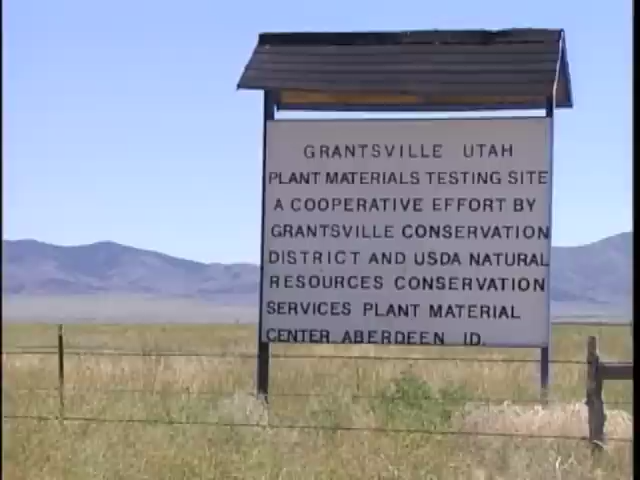 GRANTSVILLE UTAH
PLANT MATERIALS TESTING SITE
A COOPERATIVE EFFORT BY
GRANTSVILLE CONSERVATION
DISTRICT AND USDA NATURAL
RESOURCES CONSERVATION
SERVICES PLANT MATERIAL
CENTER ABERDEEN ID.